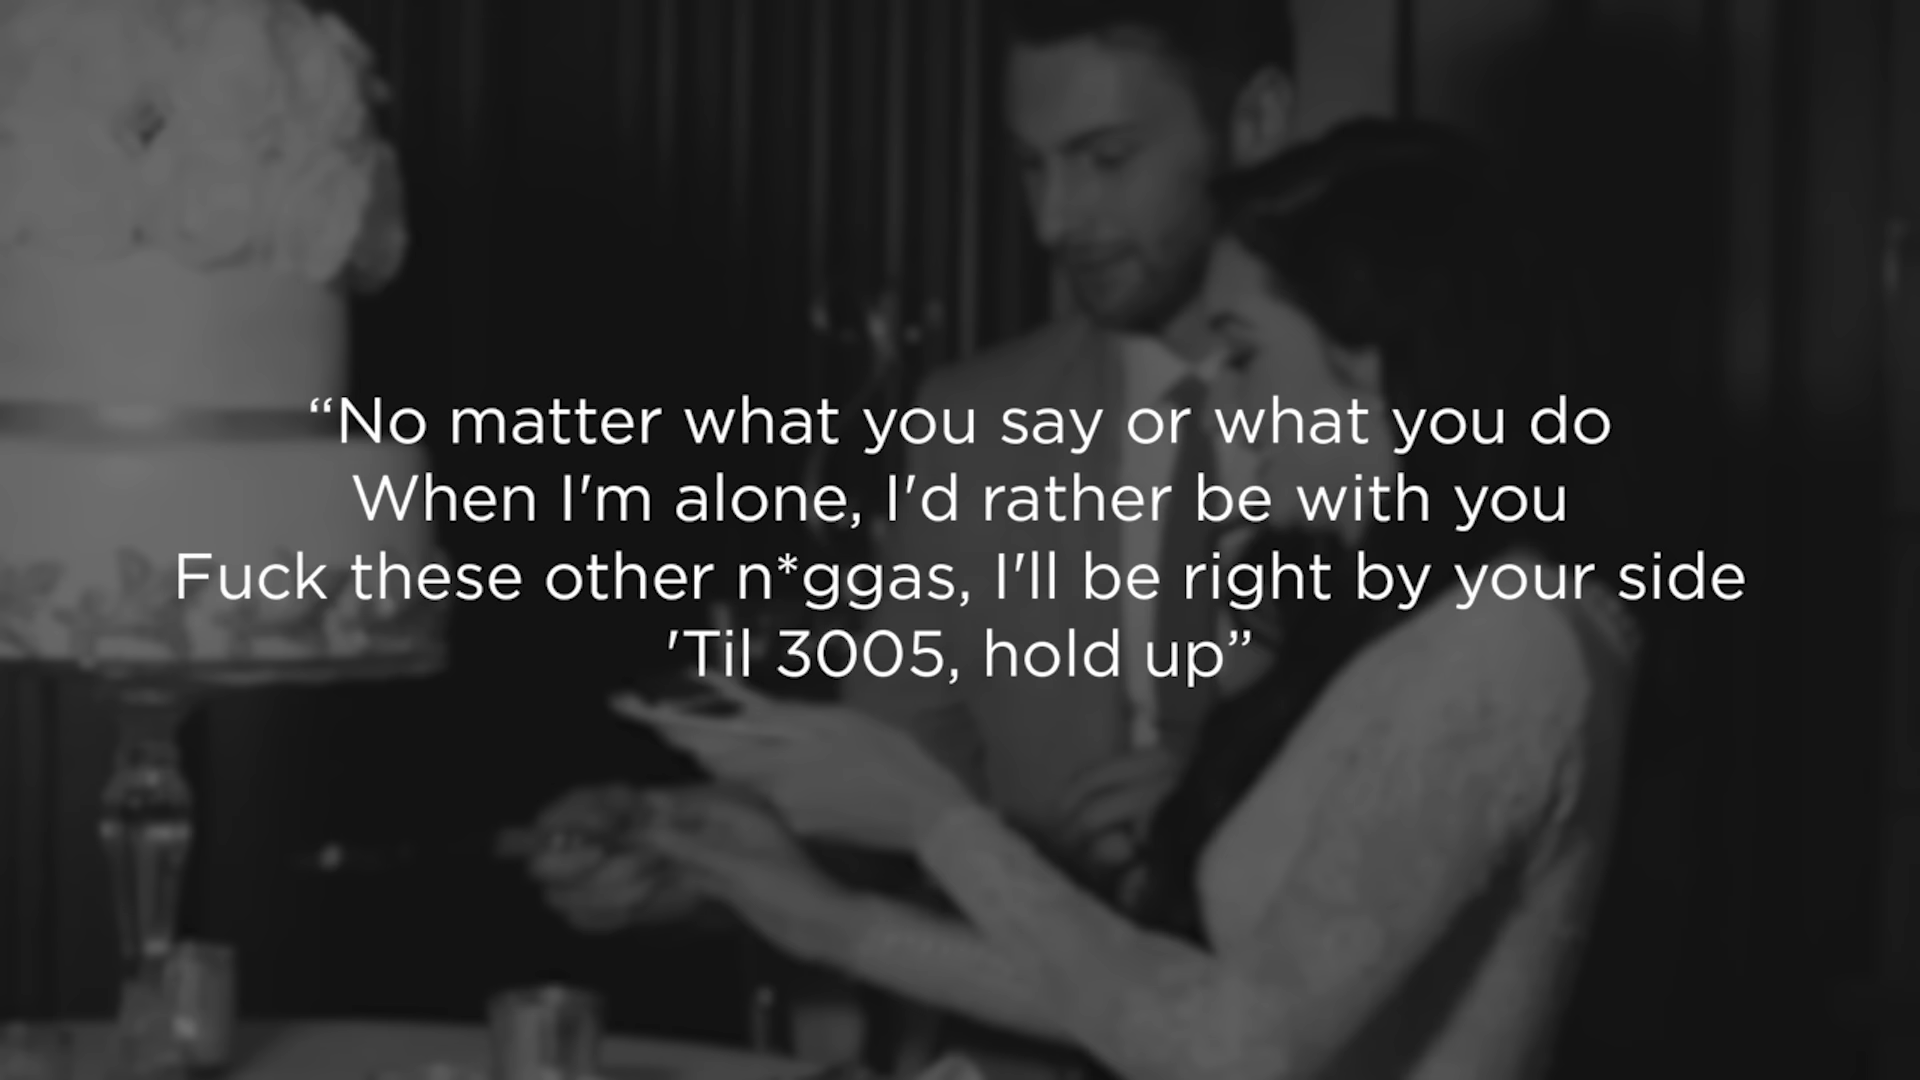 “No matter what you say or what you do
When I'm alone, I'd rather be with you
Fuck these other n*ggas, I'll be right by your side
'Til 3005, hold up”